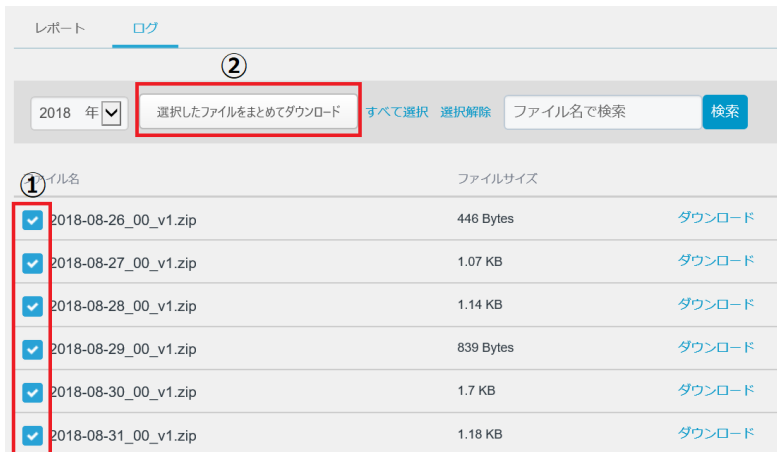 レポート ログ
②
2018 年 選択したファイルをまとめてダウンロード すべて選択 選択解除 ファイル名で検索 検索
①
ファイル名 ファイルサイズ
2018-08-26_00_v1.zip 446 Bytes ダウンロード
2018-08-27_00_v1.zip 1.07 KB ダウンロード
2018-08-28_00_v1.zip 1.14 KB ダウンロード
2018-08-29_00_v1.zip 839 Bytes ダウンロード
2018-08-30_00_v1.zip 1.7 KB ダウンロード
2018-08-31_00_v1.zip 1.18 KB ダウンロード